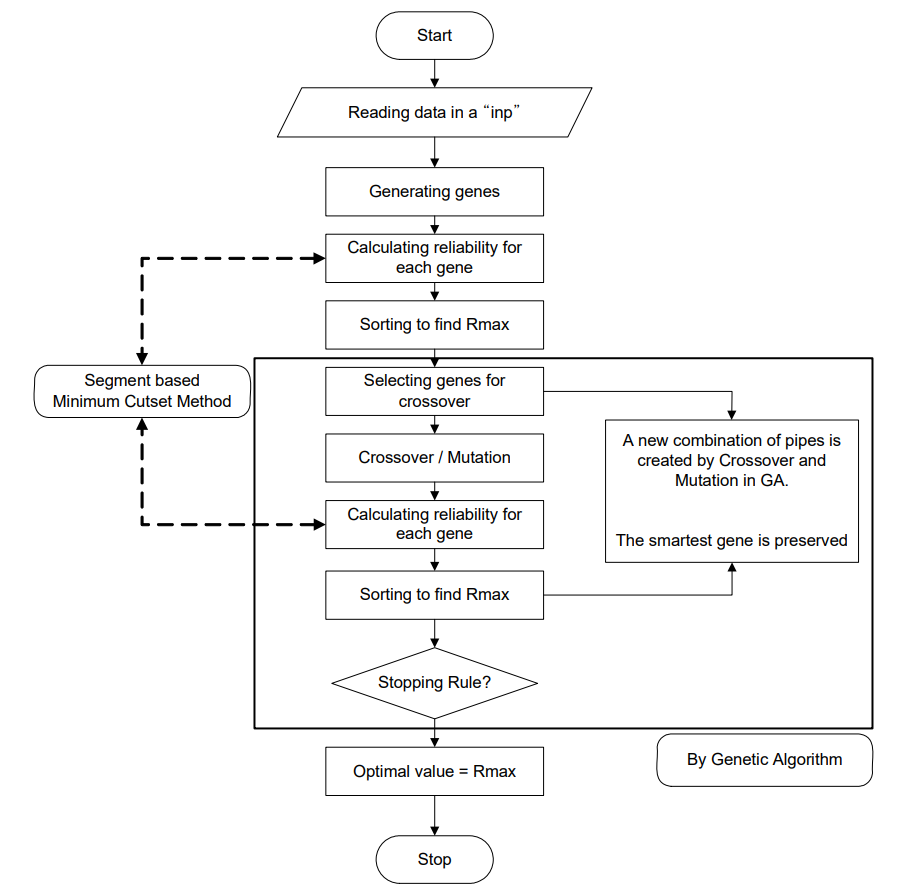 Start
Reading data in a “inp”
Generating genes
Calculating reliability for
each gene
Sorting to find Rmax
Segment based
Minimum Cutset Method
Selecting genes for
crossover
Crossover / Mutation
Calculating reliability for
each gene
Sorting to find Rmax
A new combination of pipes is
created by Crossover and
Mutation in GA.
The smartest gene is preserved
Stopping Rule?
By Genetic Algorithm
Optimal value = Rmax
Stop